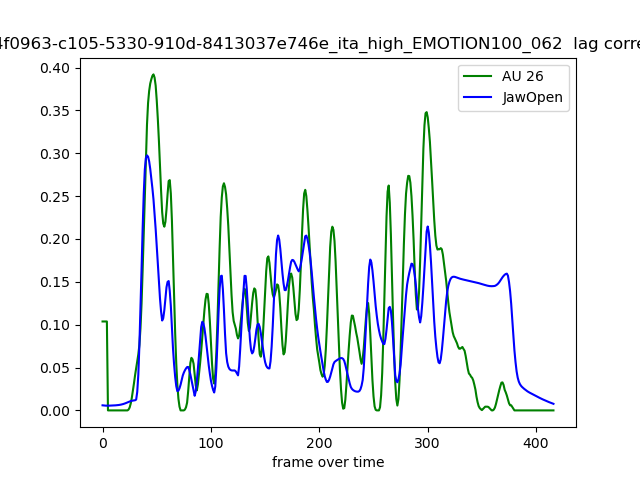 4f0963-c105-5330-910d-8413037e746e_ita_high_EMOTION100_062 lag corre
AU 26
JawOpen
0.40
0.35
0.30
0.25
0.20
0.15
0.10
0.05
0.00
0 100 200 300 400
frame over time